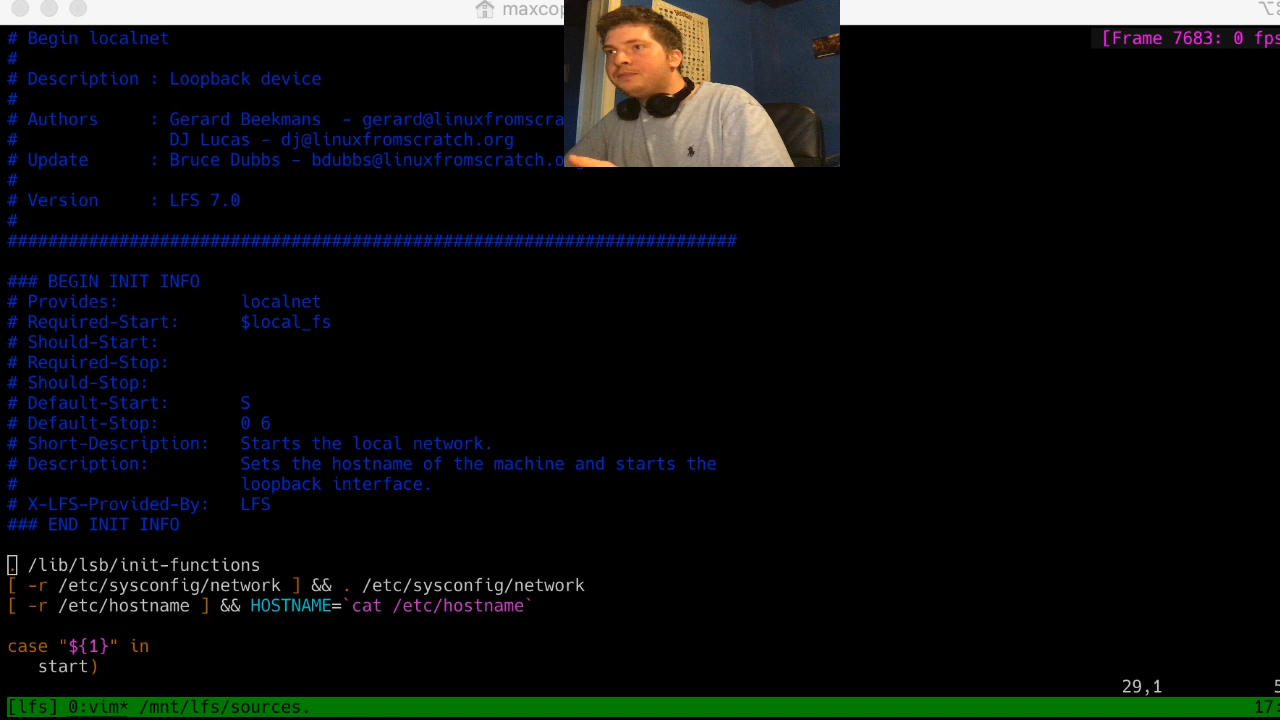 maxcop
# Begin localnet
[Frame 7683: 0 fps
#
# Description : Loopback device
#
# Authors     : Gerard Beekmans  - gerard@linuxfromscra
#               DJ Lucas - dj@linuxfromscratch.org
# Update      : Bruce Dubbs - bdubbs@linuxfromscratch.o
#
# Version     : LFS 7.0
#
########################################################################
### BEGIN INIT INFO
# Provides:            localnet
# Required-Start:      $local_fs
# Should-Start:
# Required-Stop:
# Should-Stop:
# Default-Start:       S
# Default-Stop:        0 6
# Short-Description:   Starts the local network.
# Description:         Sets the hostname of the machine and starts the
#                      loopback interface.
# X-LFS-Provided-By:   LFS
### END INIT INFO
. /lib/lsb/init-functions
[ -r /etc/sysconfig/network ] && . /etc/sysconfig/network
[ -r /etc/hostname ] && HOSTNAME=`cat /etc/hostname`
case "${1}" in
   start)
29,1 5
[lfs] 0:vim* /mnt/lfs/sources. 17: